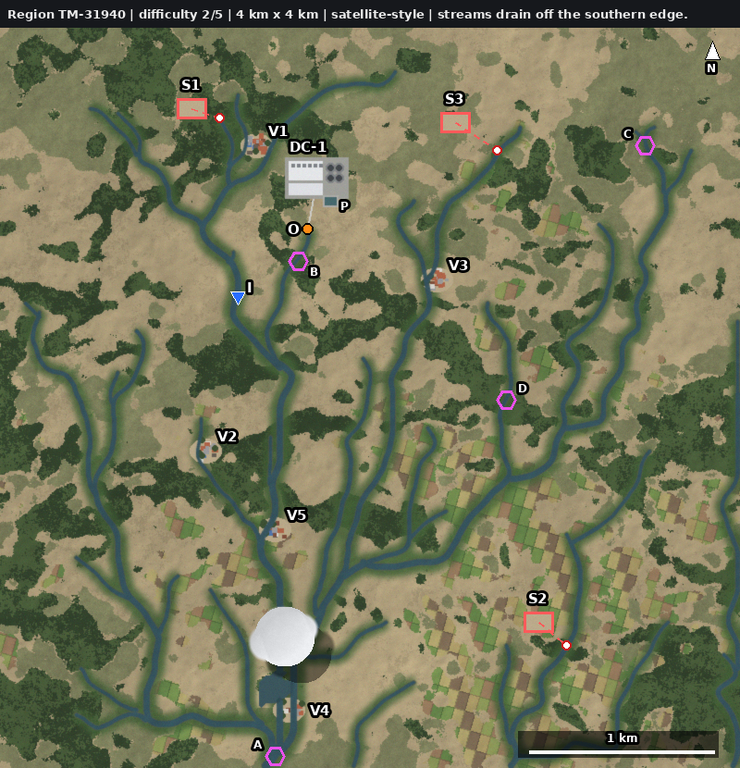 Region TM-31940 | difficulty 2/5 | 4 km x 4 km | satellite-style | streams drain off the southern edge.
N
S1
S3
V1
C
DC-1
P
O
B
V3
I
D
V2
V5
S2
V4
1 km
A